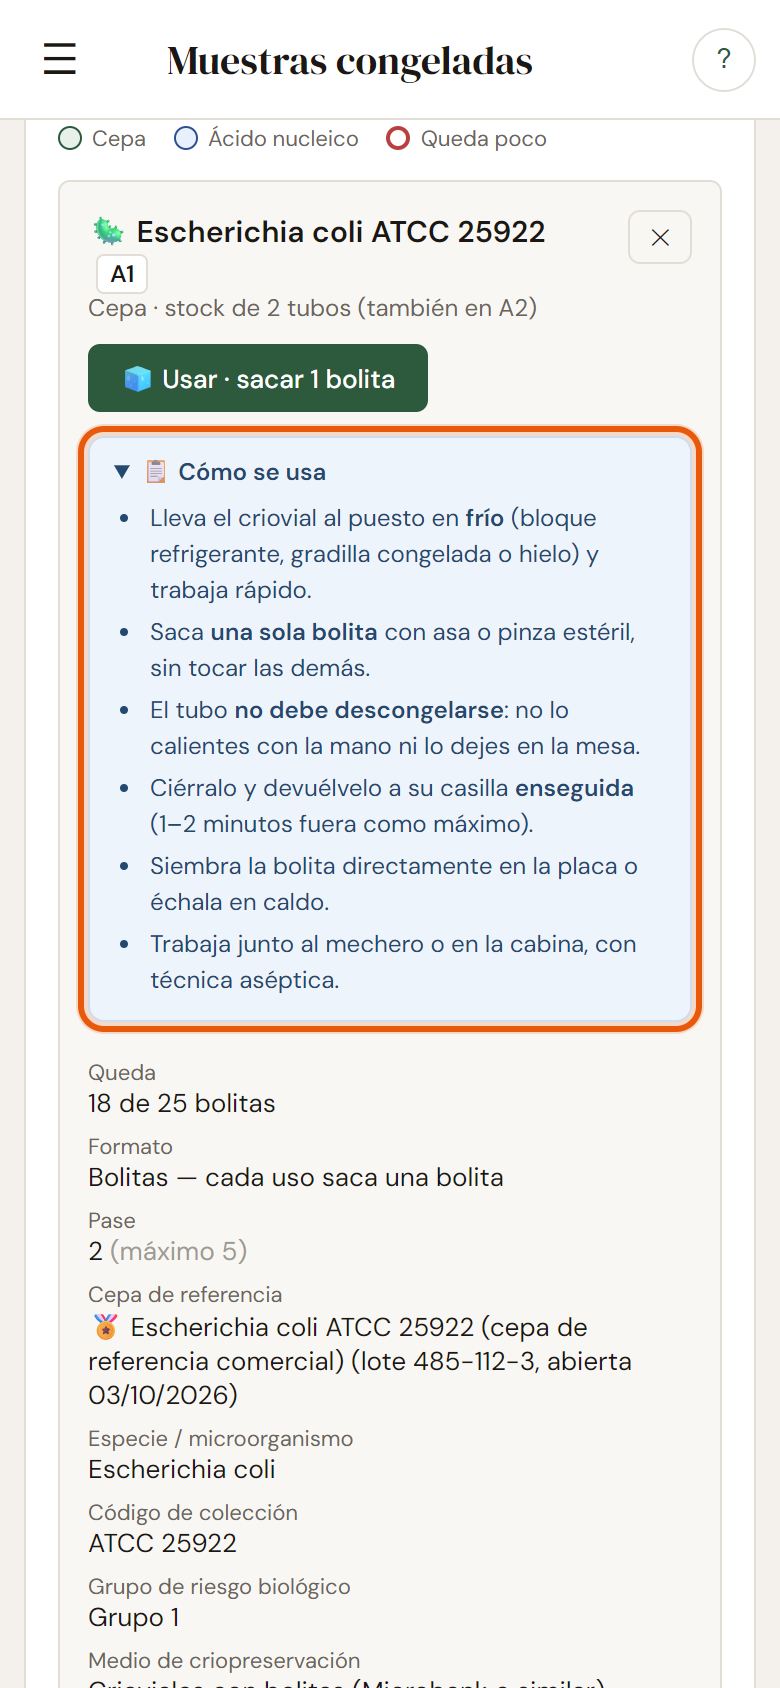 Muestras congeladas
?
Cepa Ácido nucleico Queda poco
Escherichia coli ATCC 25922
A1
Cepa · stock de 2 tubos (también en A2)
Usar · sacar 1 bolita
Cómo se usa
• Lleva el criovial al puesto en frío (bloque
refrigerante, gradilla congelada o hielo) y
trabaja rápido.
• Saca una sola bolita con asa o pinza estéril,
sin tocar las demás.
• El tubo no debe descongelarse: no lo
calientes con la mano ni lo dejes en la mesa.
• Ciérralo y devuélvelo a su casilla enseguida
(1–2 minutos fuera como máximo).
• Siembra la bolita directamente en la placa o
échala en caldo.
• Trabaja junto al mechero o en la cabina, con
técnica aséptica.
Queda
18 de 25 bolitas
Formato
Bolitas — cada uso saca una bolita
Pase
2 (máximo 5)
Cepa de referencia
Escherichia coli ATCC 25922 (cepa de
referencia comercial) (lote 485-112-3, abierta
03/10/2026)
Especie / microorganismo
Escherichia coli
Código de colección
ATCC 25922
Grupo de riesgo biológico
Grupo 1
Medio de criopreservación
Crioviales con bolitas (Microbank o similar)